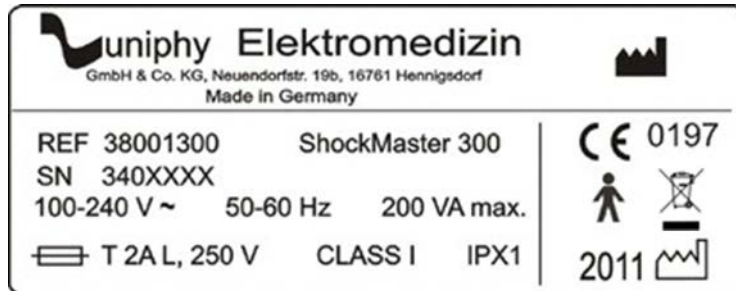 uniphy Elektromedizin
GmbH & Co. KG, Neuendorfstr. 19b, 16761 Hennigsdorf
Made in Germany
REF 38001300 ShockMaster 300
SN 340XXXX
100-240 V ~ 50-60 Hz 200 VA max.
T 2A L, 250 V CLASS I IPX1
CE 0197
2011